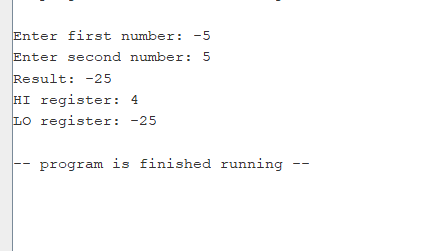 Enter first number: -5
Enter second number: 5
Result: -25
HI register: 4
LO register: -25
-- program is finished running --